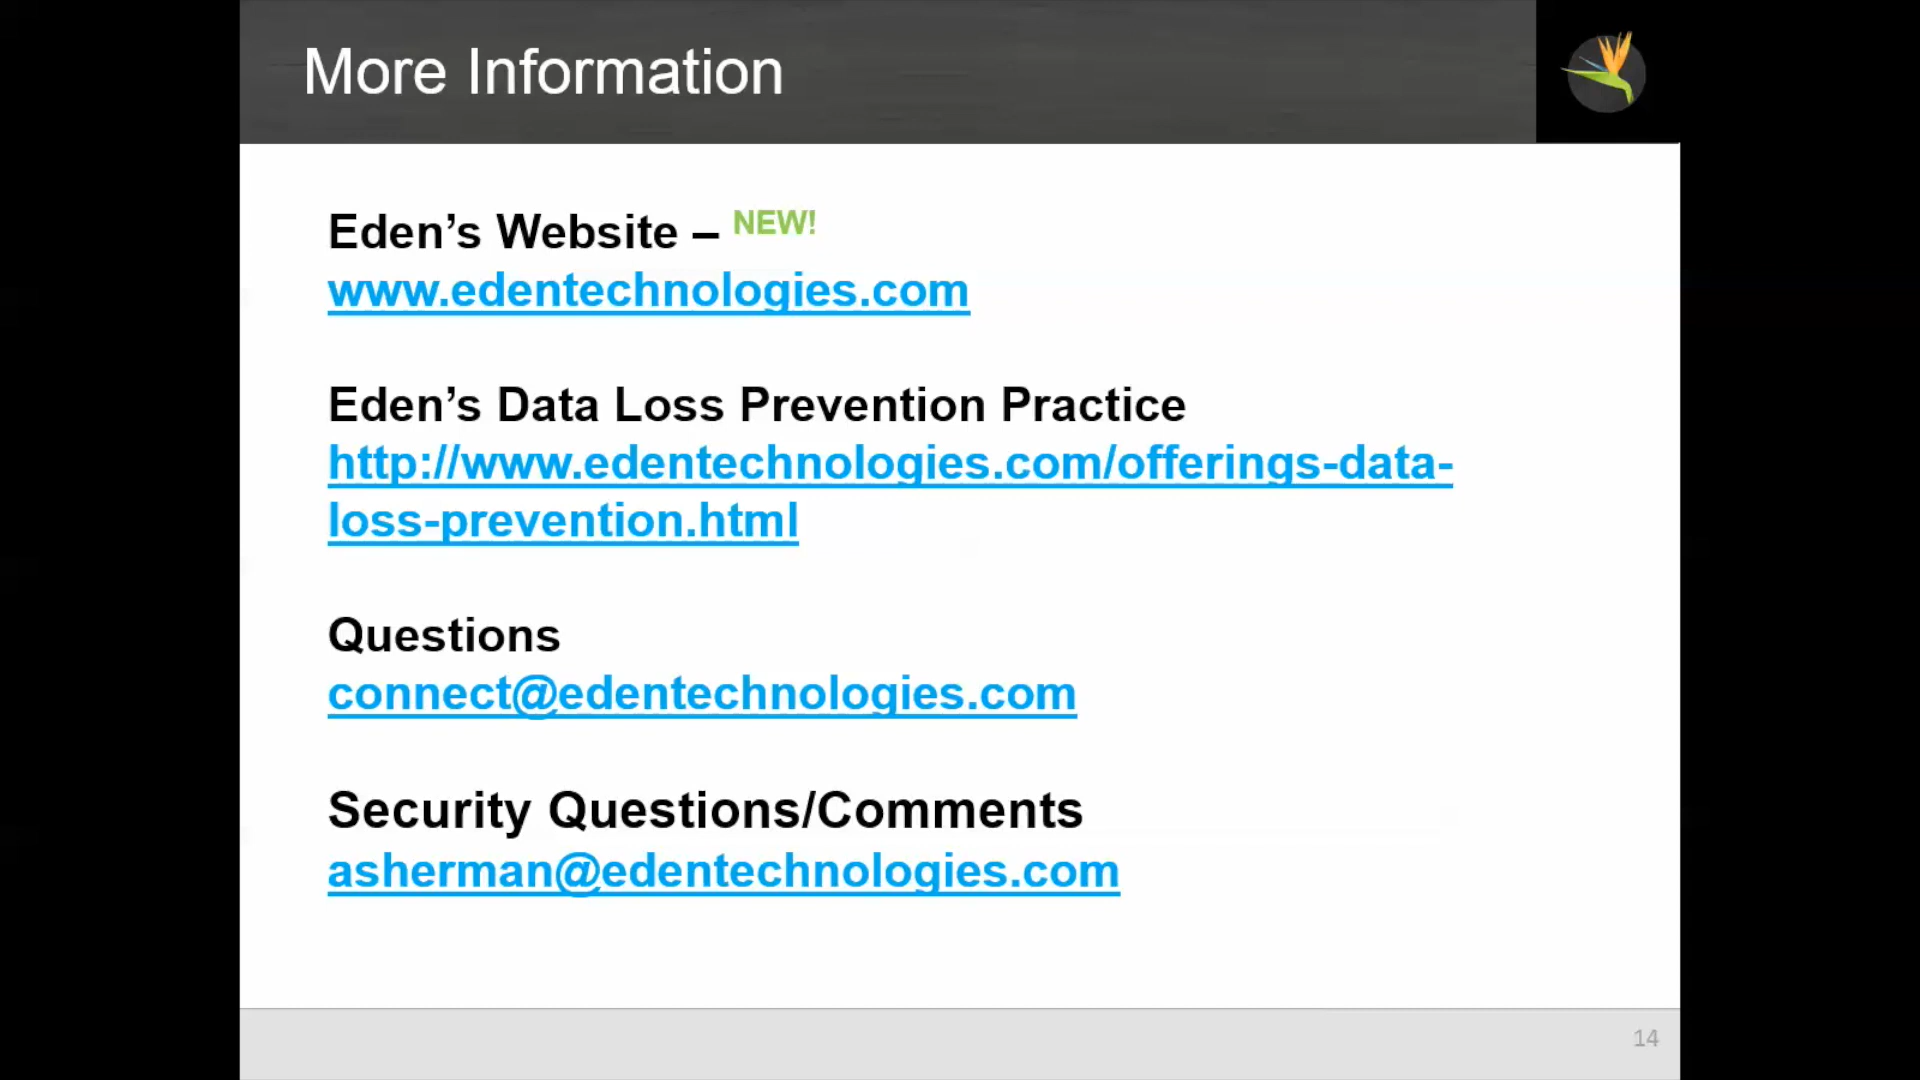 More Information
Eden’s Website – NEW!
www.edentechnologies.com
Eden’s Data Loss Prevention Practice
http://www.edentechnologies.com/offerings-data-
loss-prevention.html
Questions
connect@edentechnologies.com
Security Questions/Comments
asherman@edentechnologies.com
14